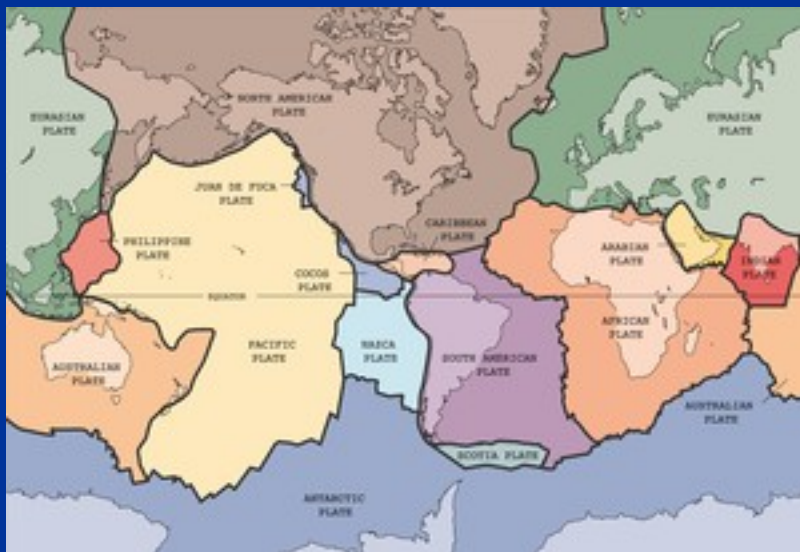 NORTH AMERICAN
PLATE
EURASIAN
PLATE
EURASIAN
PLATE
JUAN DE FUCA
PLATE
CARIBBEAN
PLATE
PHILIPPINE
PLATE
ARABIAN
PLATE
INDIAN
PLATE
COCOS
PLATE
EQUATOR
AFRICAN
PLATE
PACIFIC
PLATE
NASCA
PLATE
SOUTH AMERICAN
PLATE
AUSTRALIAN
PLATE
AUSTRALIAN
PLATE
SCOTIA PLATE
ANTARCTIC
PLATE